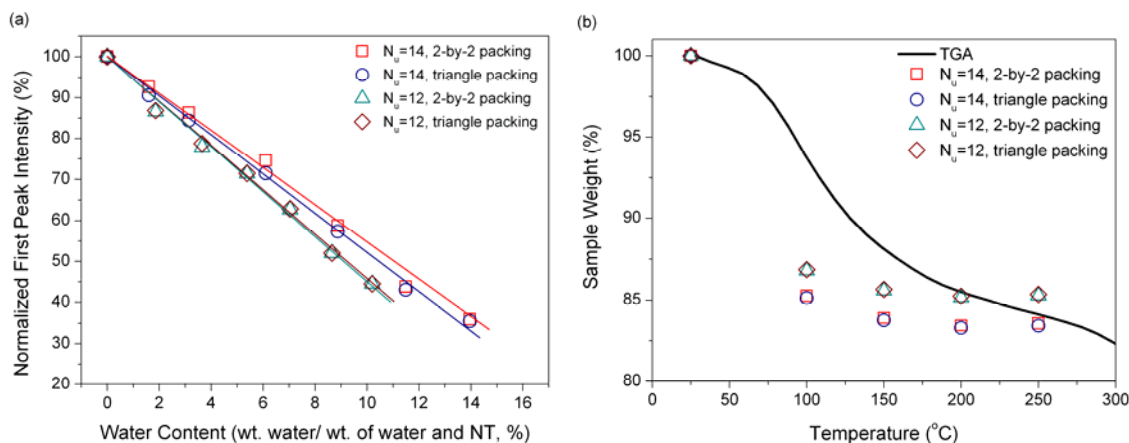 (a)
Normalized First Peak Intensity (%)
100
90
80
70
60
50
40
30
20
0
2
4
6
8
10
12
14
16
Water Content (wt. water/ wt. of water and NT, %)
Nu=14, 2-by-2 packing
Nu=14, triangle packing
Nu=12, 2-by-2 packing
Nu=12, triangle packing
(b)
Sample Weight (%)
100
95
90
85
80
0
50
100
150
200
250
300
Temperature (°C)
TGA
Nu=14, 2-by-2 packing
Nu=14, triangle packing
Nu=12, 2-by-2 packing
Nu=12, triangle packing